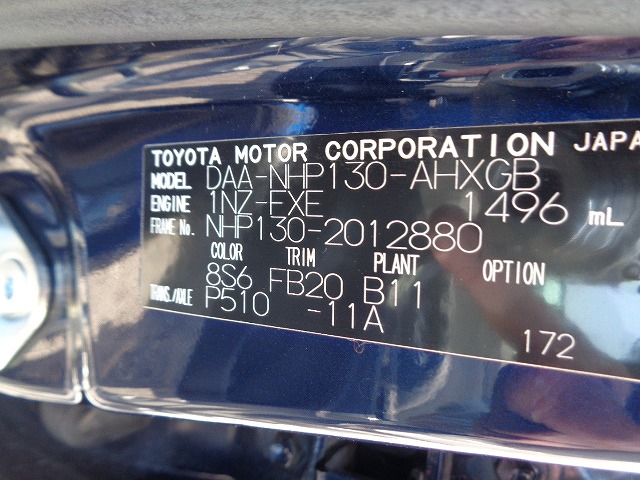 TOYOTA MOTOR CORPORATION JAPA
MODEL DAA-NHP130-AHXGB
ENGINE 1NZ-FXE 1496 mL
FRAME No. NHP130-2012880
COLOR TRIM PLANT OPTION
8S6 FB20 B11
TRANS./AXLE P510 -11A
172